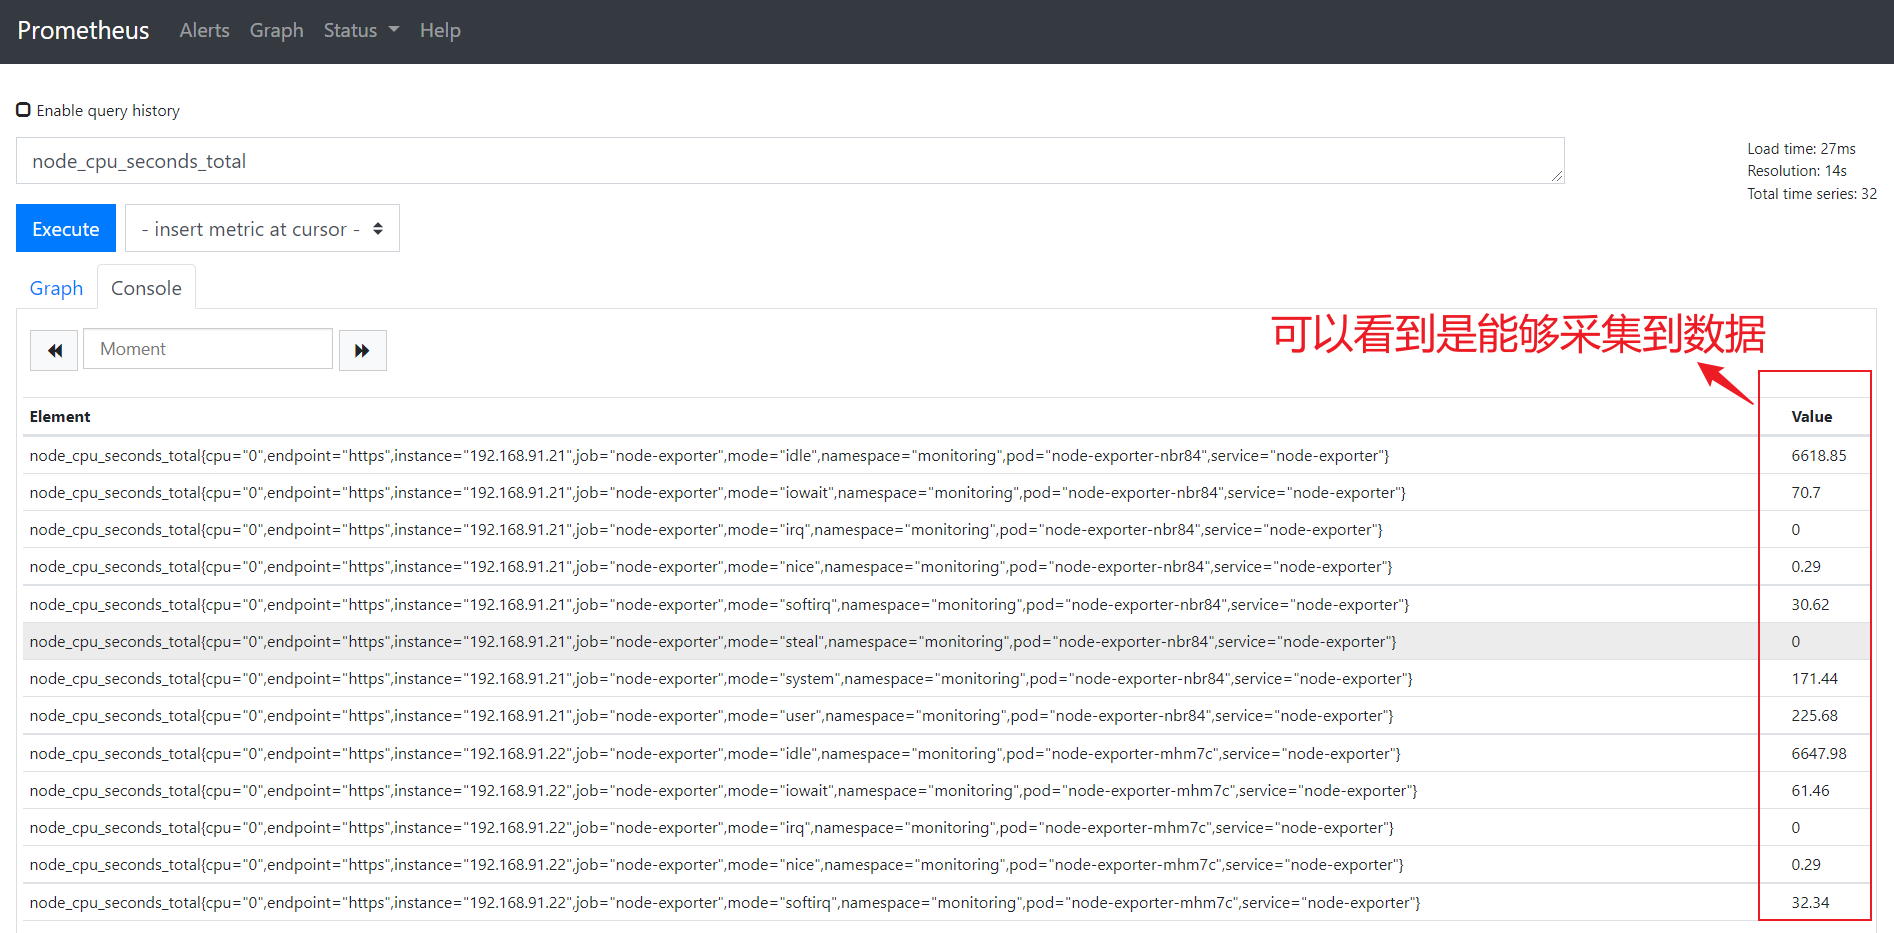 Prometheus Alerts Graph Status Help
Enable query history
node_cpu_seconds_total
Load time: 27ms
Resolution: 14s
Total time series: 32
Execute - insert metric at cursor -
Graph Console
可以看到是能够采集到数据
Moment
Element Value
node_cpu_seconds_total{cpu="0",endpoint="https",instance="192.168.91.21",job="node-exporter",mode="idle",namespace="monitoring",pod="node-exporter-nbr84",service="node-exporter"} 6618.85
node_cpu_seconds_total{cpu="0",endpoint="https",instance="192.168.91.21",job="node-exporter",mode="iowait",namespace="monitoring",pod="node-exporter-nbr84",service="node-exporter"} 70.7
node_cpu_seconds_total{cpu="0",endpoint="https",instance="192.168.91.21",job="node-exporter",mode="irq",namespace="monitoring",pod="node-exporter-nbr84",service="node-exporter"} 0
node_cpu_seconds_total{cpu="0",endpoint="https",instance="192.168.91.21",job="node-exporter",mode="nice",namespace="monitoring",pod="node-exporter-nbr84",service="node-exporter"} 0.29
node_cpu_seconds_total{cpu="0",endpoint="https",instance="192.168.91.21",job="node-exporter",mode="softirq",namespace="monitoring",pod="node-exporter-nbr84",service="node-exporter"} 30.62
node_cpu_seconds_total{cpu="0",endpoint="https",instance="192.168.91.21",job="node-exporter",mode="steal",namespace="monitoring",pod="node-exporter-nbr84",service="node-exporter"} 0
node_cpu_seconds_total{cpu="0",endpoint="https",instance="192.168.91.21",job="node-exporter",mode="system",namespace="monitoring",pod="node-exporter-nbr84",service="node-exporter"} 171.44
node_cpu_seconds_total{cpu="0",endpoint="https",instance="192.168.91.21",job="node-exporter",mode="user",namespace="monitoring",pod="node-exporter-nbr84",service="node-exporter"} 225.68
node_cpu_seconds_total{cpu="0",endpoint="https",instance="192.168.91.22",job="node-exporter",mode="idle",namespace="monitoring",pod="node-exporter-mhm7c",service="node-exporter"} 6647.98
node_cpu_seconds_total{cpu="0",endpoint="https",instance="192.168.91.22",job="node-exporter",mode="iowait",namespace="monitoring",pod="node-exporter-mhm7c",service="node-exporter"} 61.46
node_cpu_seconds_total{cpu="0",endpoint="https",instance="192.168.91.22",job="node-exporter",mode="irq",namespace="monitoring",pod="node-exporter-mhm7c",service="node-exporter"} 0
node_cpu_seconds_total{cpu="0",endpoint="https",instance="192.168.91.22",job="node-exporter",mode="nice",namespace="monitoring",pod="node-exporter-mhm7c",service="node-exporter"} 0.29
node_cpu_seconds_total{cpu="0",endpoint="https",instance="192.168.91.22",job="node-exporter",mode="softirq",namespace="monitoring",pod="node-exporter-mhm7c",service="node-exporter"} 32.34